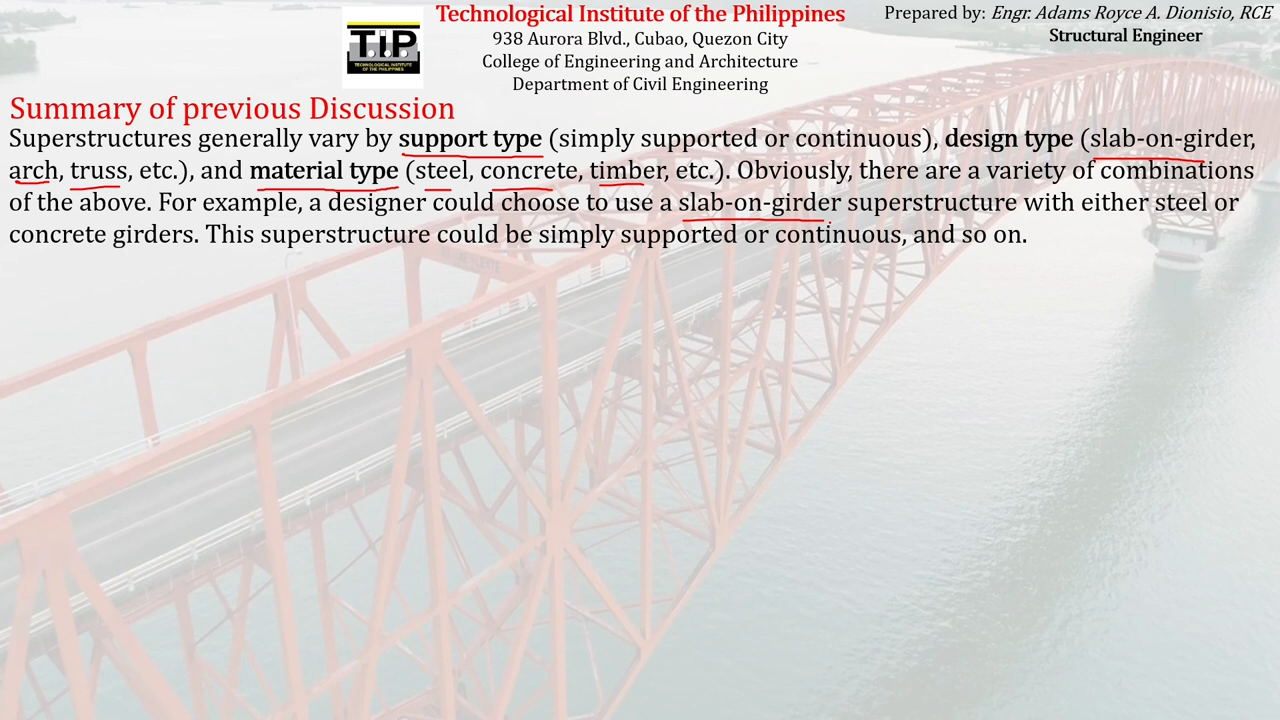 T.i.P
TECHNOLOGICAL INSTITUTE
OF THE PHILIPPINES
Technological Institute of the Philippines
938 Aurora Blvd., Cubao, Quezon City
College of Engineering and Architecture
Department of Civil Engineering
Prepared by: Engr. Adams Royce A. Dionisio, RCE
Structural Engineer
Summary of previous Discussion
Superstructures generally vary by support type (simply supported or continuous), design type (slab-on-girder,
arch, truss, etc.), and material type (steel, concrete, timber, etc.). Obviously, there are a variety of combinations
of the above. For example, a designer could choose to use a slab-on-girder superstructure with either steel or
concrete girders. This superstructure could be simply supported or continuous, and so on.